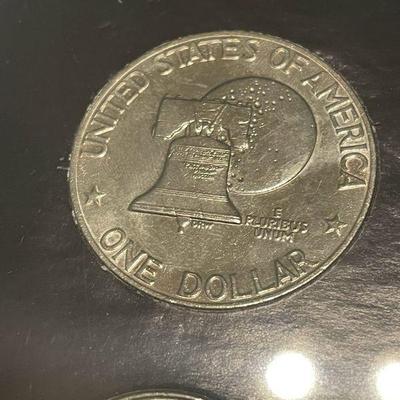 UNITED STATES OF AMERICA
E
PLURIBUS
UNUM
ONE DOLLAR